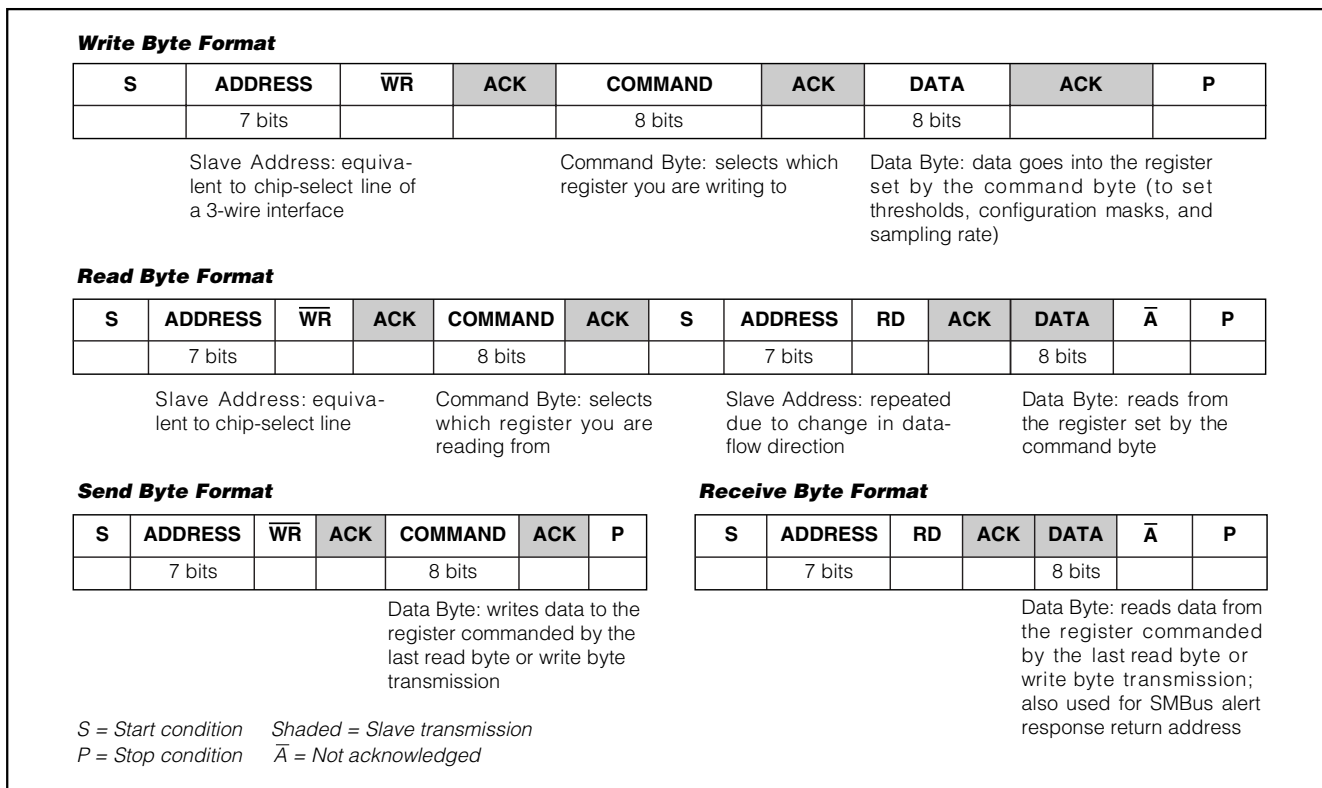 Write Byte Format
S ADDRESS W̅R̅ ACK COMMAND ACK DATA ACK P
7 bits 8 bits 8 bits
Slave Address: equiva-
lent to chip-select line of
a 3-wire interface
Command Byte: selects which
register you are writing to
Data Byte: data goes into the register
set by the command byte (to set
thresholds, configuration masks, and
sampling rate)
Read Byte Format
S ADDRESS W̅R̅ ACK COMMAND ACK S ADDRESS RD ACK DATA A̅ P
7 bits 8 bits 7 bits 8 bits
Slave Address: equiva-
lent to chip-select line
Command Byte: selects
which register you are
reading from
Slave Address: repeated
due to change in data-
flow direction
Data Byte: reads from
the register set by the
command byte
Send Byte Format
S ADDRESS W̅R̅ ACK COMMAND ACK P
7 bits 8 bits
Data Byte: writes data to the
register commanded by the
last read byte or write byte
transmission
Receive Byte Format
S ADDRESS RD ACK DATA A̅ P
7 bits 8 bits
Data Byte: reads data from
the register commanded
by the last read byte or
write byte transmission;
also used for SMBus alert
response return address
S = Start condition Shaded = Slave transmission
P = Stop condition A̅ = Not acknowledged